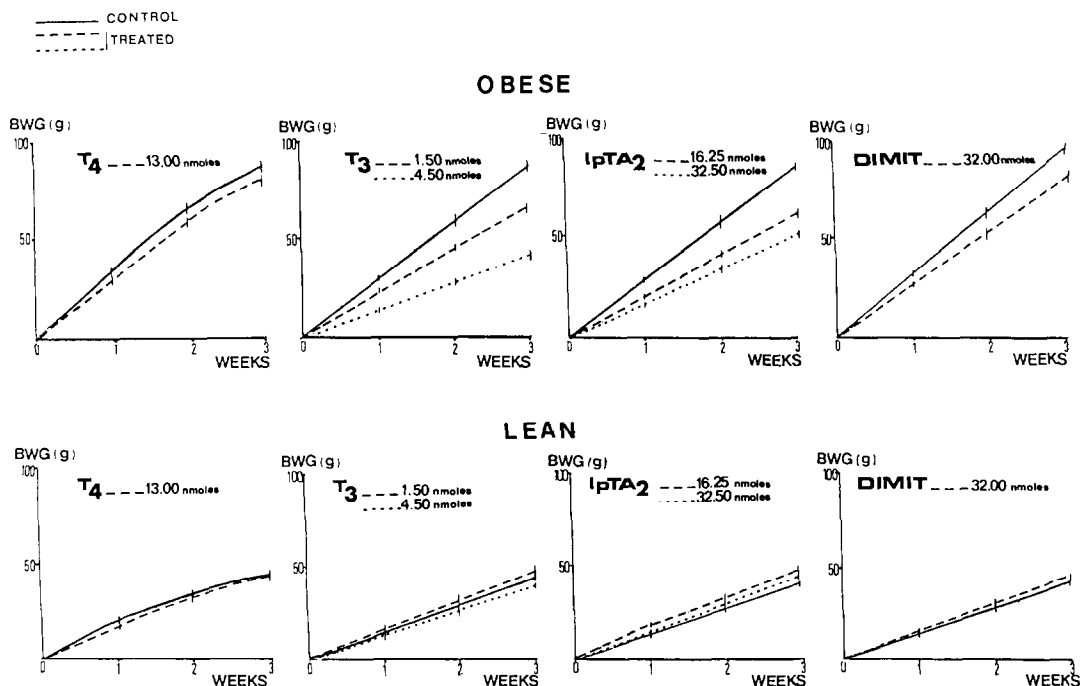 CONTROL
TREATED
OBESE
BWG (g)
100
50
T4 13.00 nmoles
0 1 2 3
WEEKS
BWG (g)
100
50
T3 1.50 nmoles
4.50 nmoles
0 1 2 3
WEEKS
BWG (g)
100
50
IpTA2 16.25 nmoles
32.50 nmoles
0 1 2 3
WEEKS
BWG (g)
100
50
DIMIT 32.00 nmoles
0 1 2 3
WEEKS
LEAN
BWG (g)
100
50
T4 13.00 nmoles
0 1 2 3
WEEKS
BWG (g)
100
50
T3 1.50 nmoles
4.50 nmoles
0 1 2 3
WEEKS
BWG (g)
100
50
IpTA2 16.25 nmoles
32.50 nmoles
0 1 2 3
WEEKS
BWG (g)
100
50
DIMIT 32.00 nmoles
0 1 2 3
WEEKS